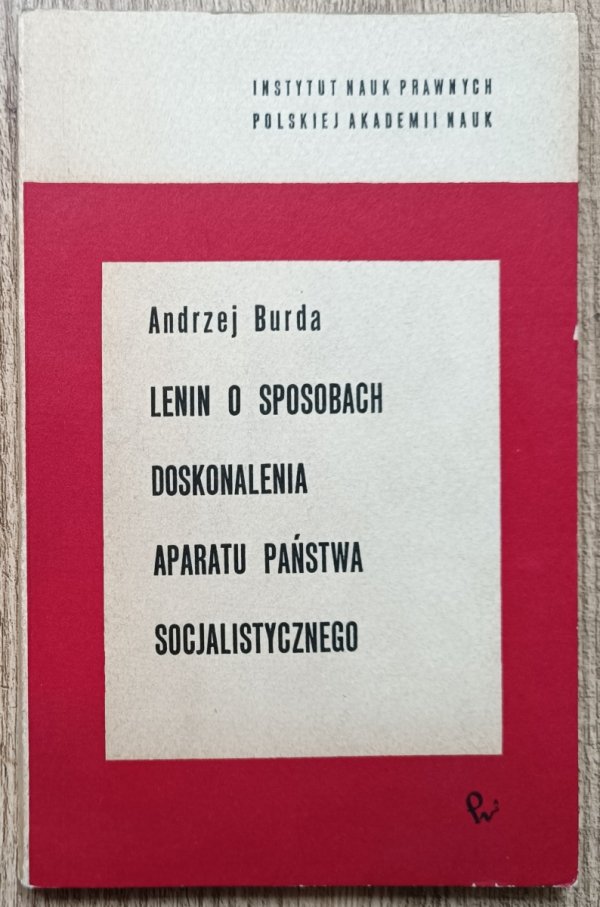 INSTYTUT NAUK PRAWNYCH
POLSKIEJ AKADEMII NAUK
Andrzej Burda
LENIN O SPOSOBACH
DOSKONALENIA
APARATU PAŃSTWA
SOCJALISTYCZNEGO